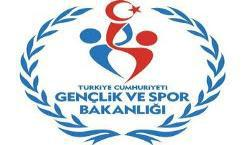 TÜRKİYE CUMHURİYETİ
GENÇLİK VE SPOR
BAKANLIĞI